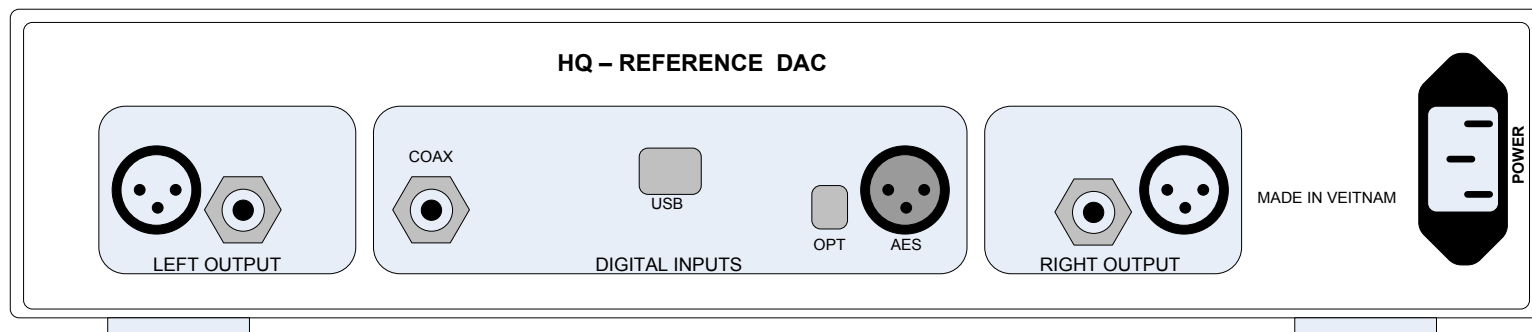 HQ – REFERENCE DAC
COAX
USB
OPT
AES
LEFT OUTPUT
DIGITAL INPUTS
RIGHT OUTPUT
MADE IN VEITNAM
POWER